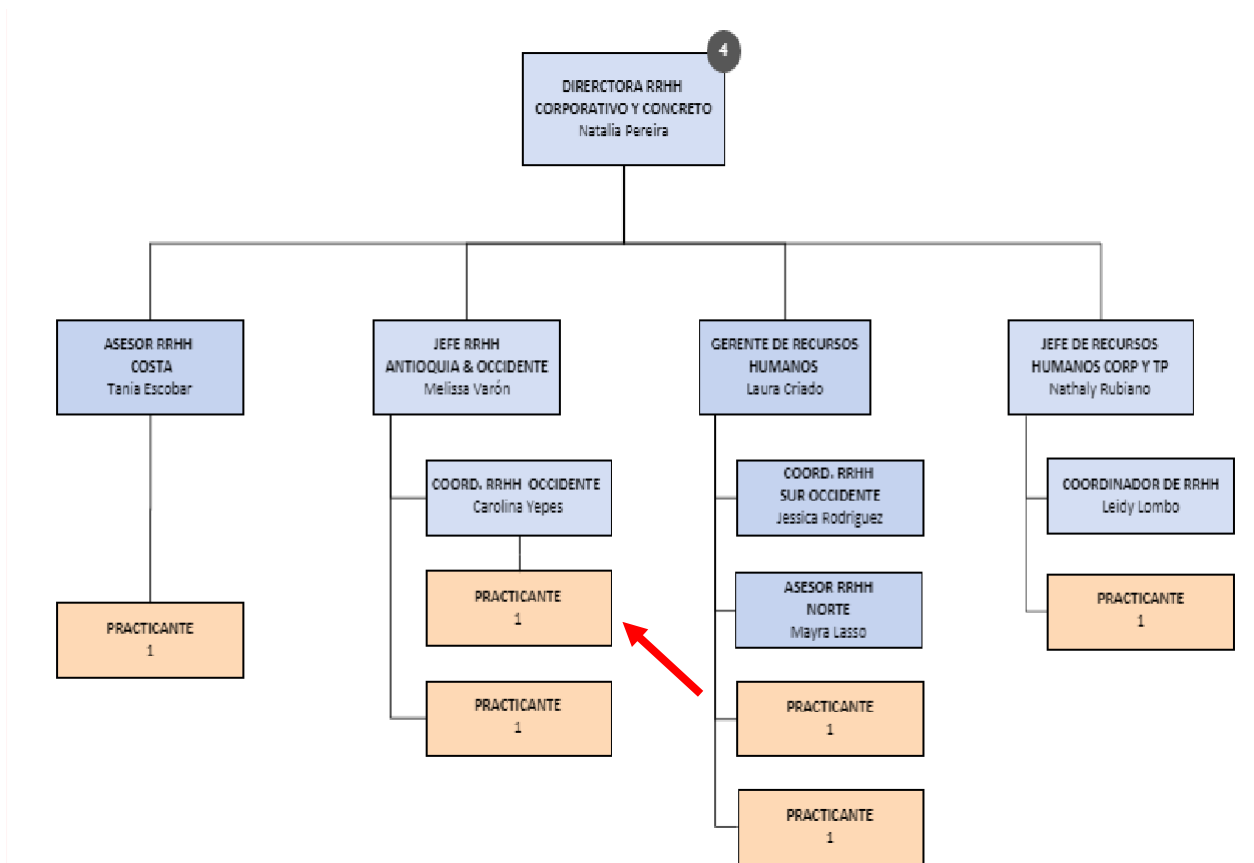 4
DIRERCTORA RRHH
CORPORATIVO Y CONCRETO
Natalia Pereira
ASESOR RRHH
COSTA
Tania Escobar
PRACTICANTE
1
JEFE RRHH
ANTIOQUIA & OCCIDENTE
Melissa Varón
COORD. RRHH OCCIDENTE
Carolina Yepes
PRACTICANTE
1
PRACTICANTE
1
GERENTE DE RECURSOS
HUMANOS
Laura Criado
COORD. RRHH
SUR OCCIDENTE
Jessica Rodriguez
ASESOR RRHH
NORTE
Mayra Lasso
PRACTICANTE
1
PRACTICANTE
1
JEFE DE RECURSOS
HUMANOS CORP Y TP
Nathaly Rubiano
COORDINADOR DE RRHH
Leidy Lombo
PRACTICANTE
1